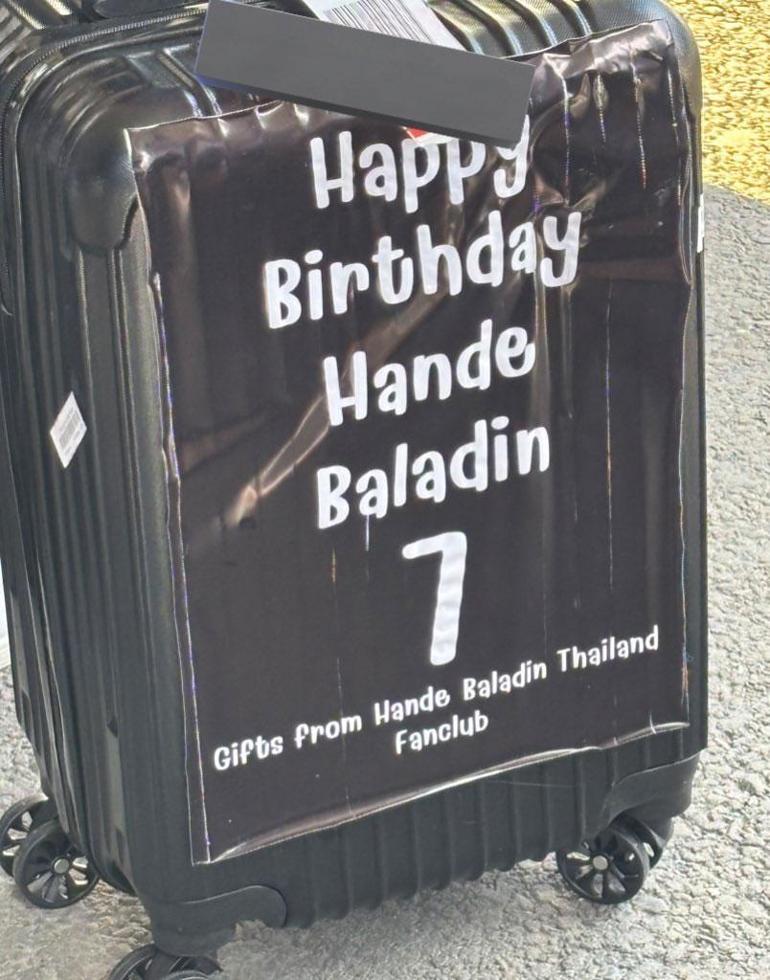 Happy
Birthday
Hande
Baladin
7
Gifts from Hande Baladin Thailand
Fanclub